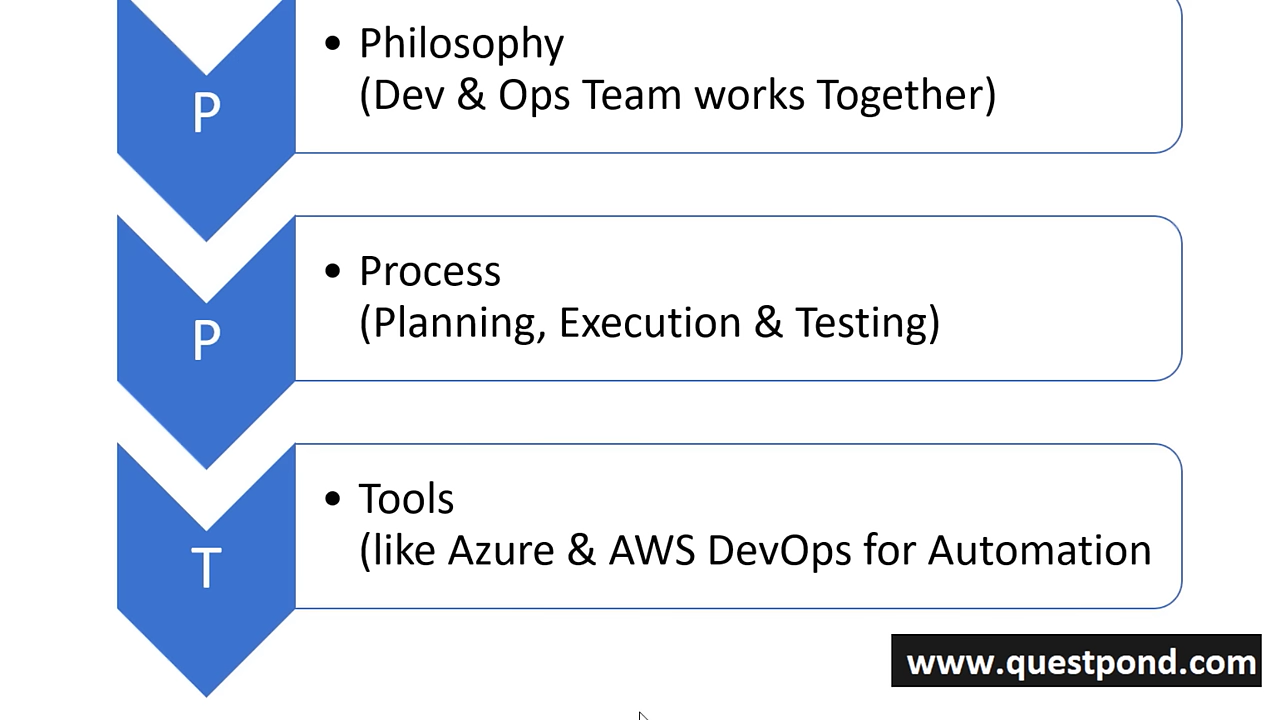 P
• Philosophy
(Dev & Ops Team works Together)
P
• Process
(Planning, Execution & Testing)
T
• Tools
(like Azure & AWS DevOps for Automation
www.questpond.com